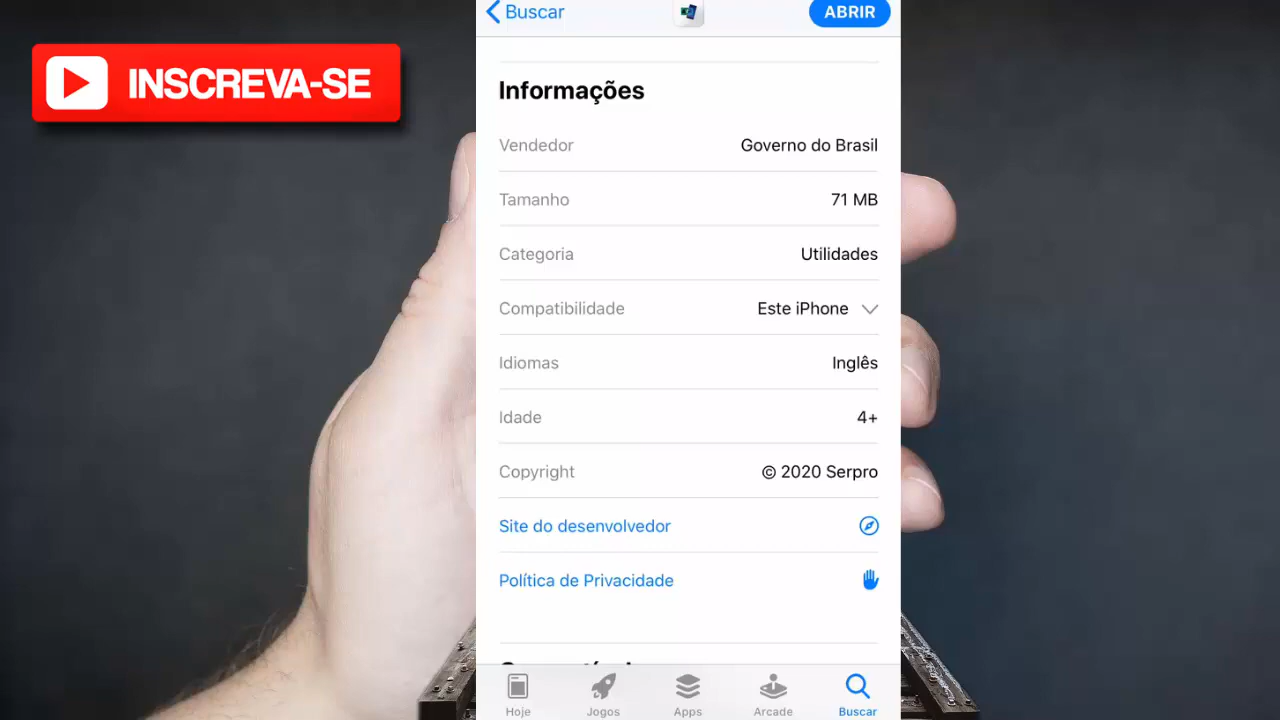 INSCREVA-SE
Buscar
ABRIR
Informações
Vendedor Governo do Brasil
Tamanho 71 MB
Categoria Utilidades
Compatibilidade Este iPhone
Idiomas Inglês
Idade 4+
Copyright © 2020 Serpro
Site do desenvolvedor
Política de Privacidade
Hoje Jogos Apps Arcade Buscar